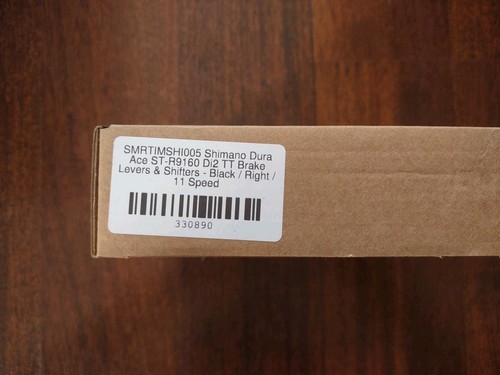 SMRTIMSHI005 Shimano Dura
Ace ST-R9160 Di2 TT Brake
Levers & Shifters - Black / Right /
11 Speed
330890